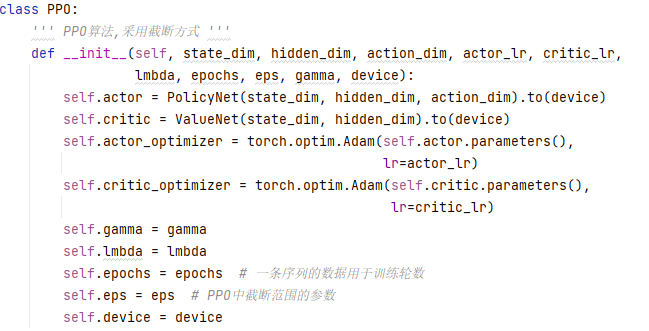 class PPO:
    ''' PPO算法,采用截断方式 '''
    def __init__(self, state_dim, hidden_dim, action_dim, actor_lr, critic_lr,
                 lmbda, epochs, eps, gamma, device):
        self.actor = PolicyNet(state_dim, hidden_dim, action_dim).to(device)
        self.critic = ValueNet(state_dim, hidden_dim).to(device)
        self.actor_optimizer = torch.optim.Adam(self.actor.parameters(),
                                                lr=actor_lr)
        self.critic_optimizer = torch.optim.Adam(self.critic.parameters(),
                                                 lr=critic_lr)
        self.gamma = gamma
        self.lmbda = lmbda
        self.epochs = epochs  # 一条序列的数据用于训练轮数
        self.eps = eps  # PPO中截断范围的参数
        self.device = device